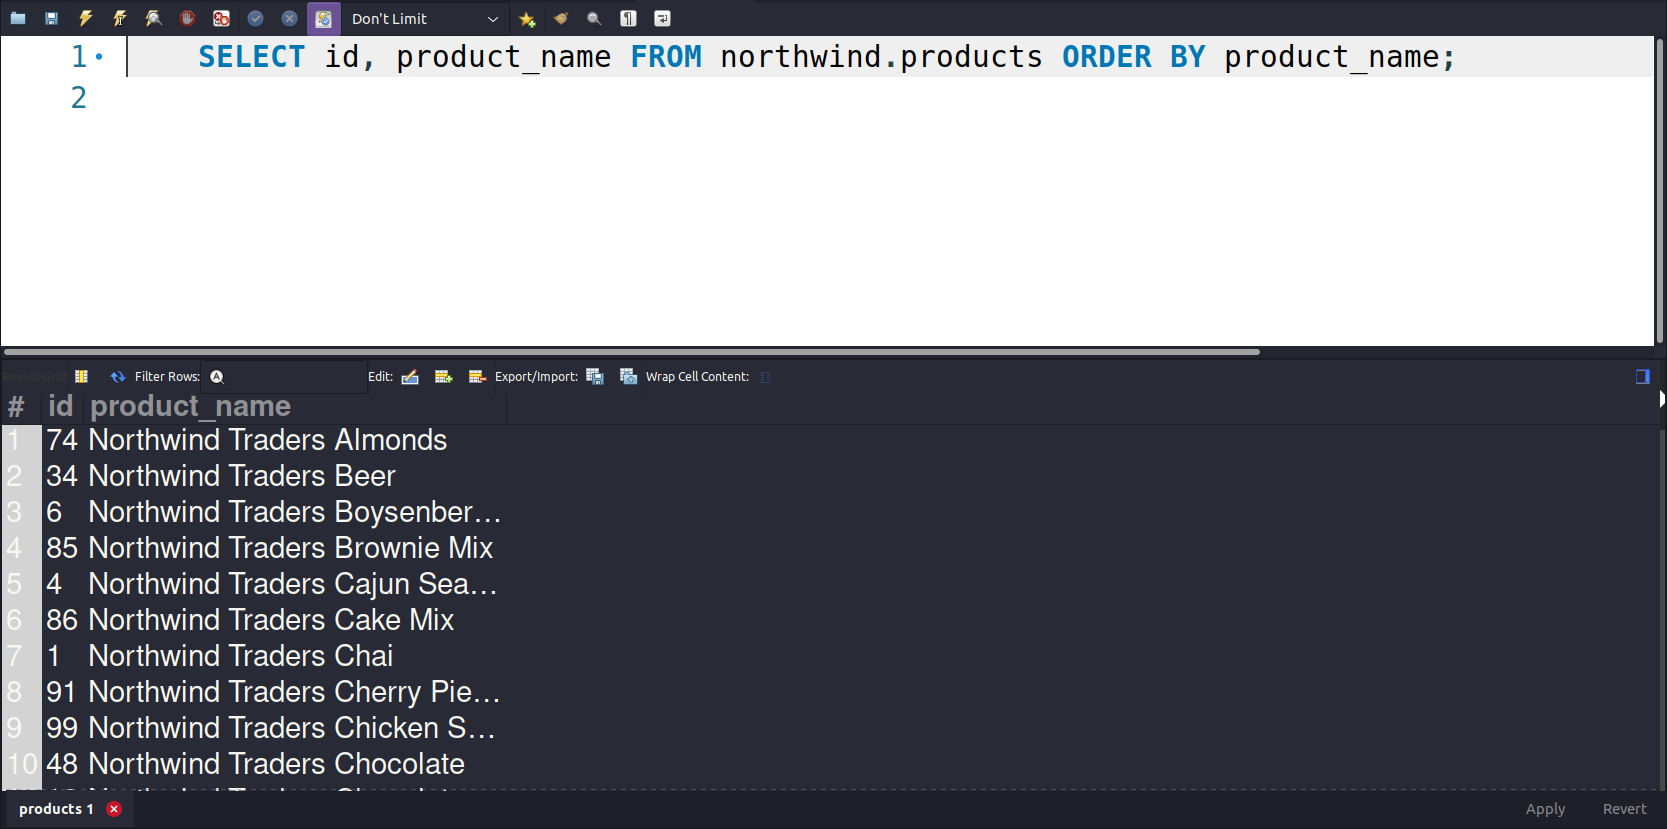 Don't Limit
1 SELECT id, product_name FROM northwind.products ORDER BY product_name;
2
Result Grid Filter Rows: Edit: Export/Import: Wrap Cell Content:
# id product_name
1 74 Northwind Traders Almonds
2 34 Northwind Traders Beer
3 6 Northwind Traders Boysenber...
4 85 Northwind Traders Brownie Mix
5 4 Northwind Traders Cajun Sea...
6 86 Northwind Traders Cake Mix
7 1 Northwind Traders Chai
8 91 Northwind Traders Cherry Pie...
9 99 Northwind Traders Chicken S...
10 48 Northwind Traders Chocolate
products 1 Apply Revert